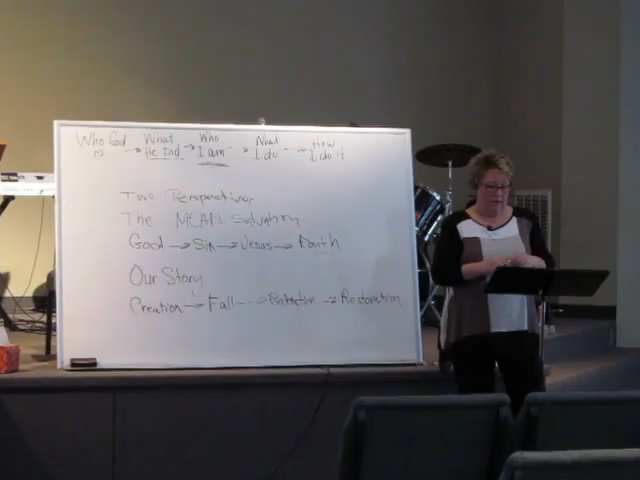 Who God is → What He Did → Who I am → What I do → How I do it
Two Perspectives
The MEAN Salvation
God → Sin → Jesus → Faith
Our Story
Creation → Fall → Redemption → Restoration